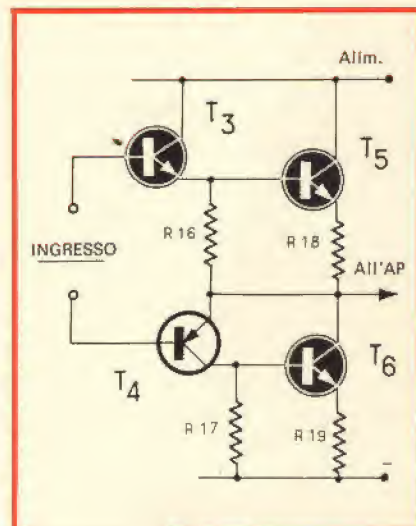 Alim.
T3
T5
R 16
R 18
INGRESSO
All'AP
T4
T6
R 17
R 19
-